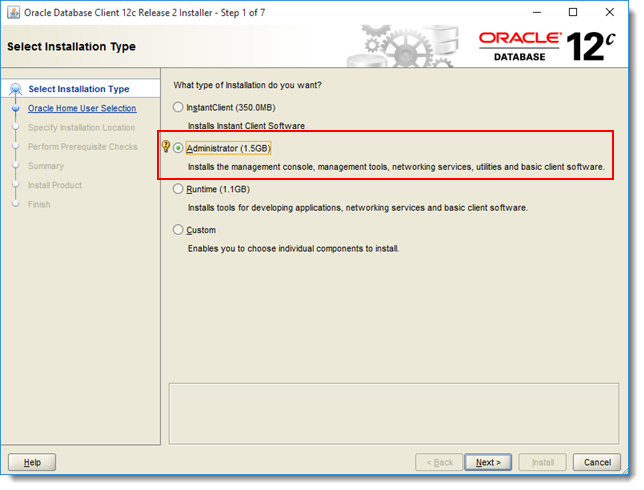 Oracle Database Client 12c Release 2 Installer - Step 1 of 7
Select Installation Type
ORACLE
DATABASE
12c
Select Installation Type
Oracle Home User Selection
Specify Installation Location
Perform Prerequisite Checks
Summary
Install Product
Finish
What type of Installation do you want?
InstantClient (350.0MB)
Installs Instant Client Software
Administrator (1.5GB)
Installs the management console, management tools, networking services, utilities and basic client software.
Runtime (1.1GB)
Installs tools for developing applications, networking services and basic client software.
Custom
Enables you to choose individual components to install.
Help
< Back
Next >
Install
Cancel